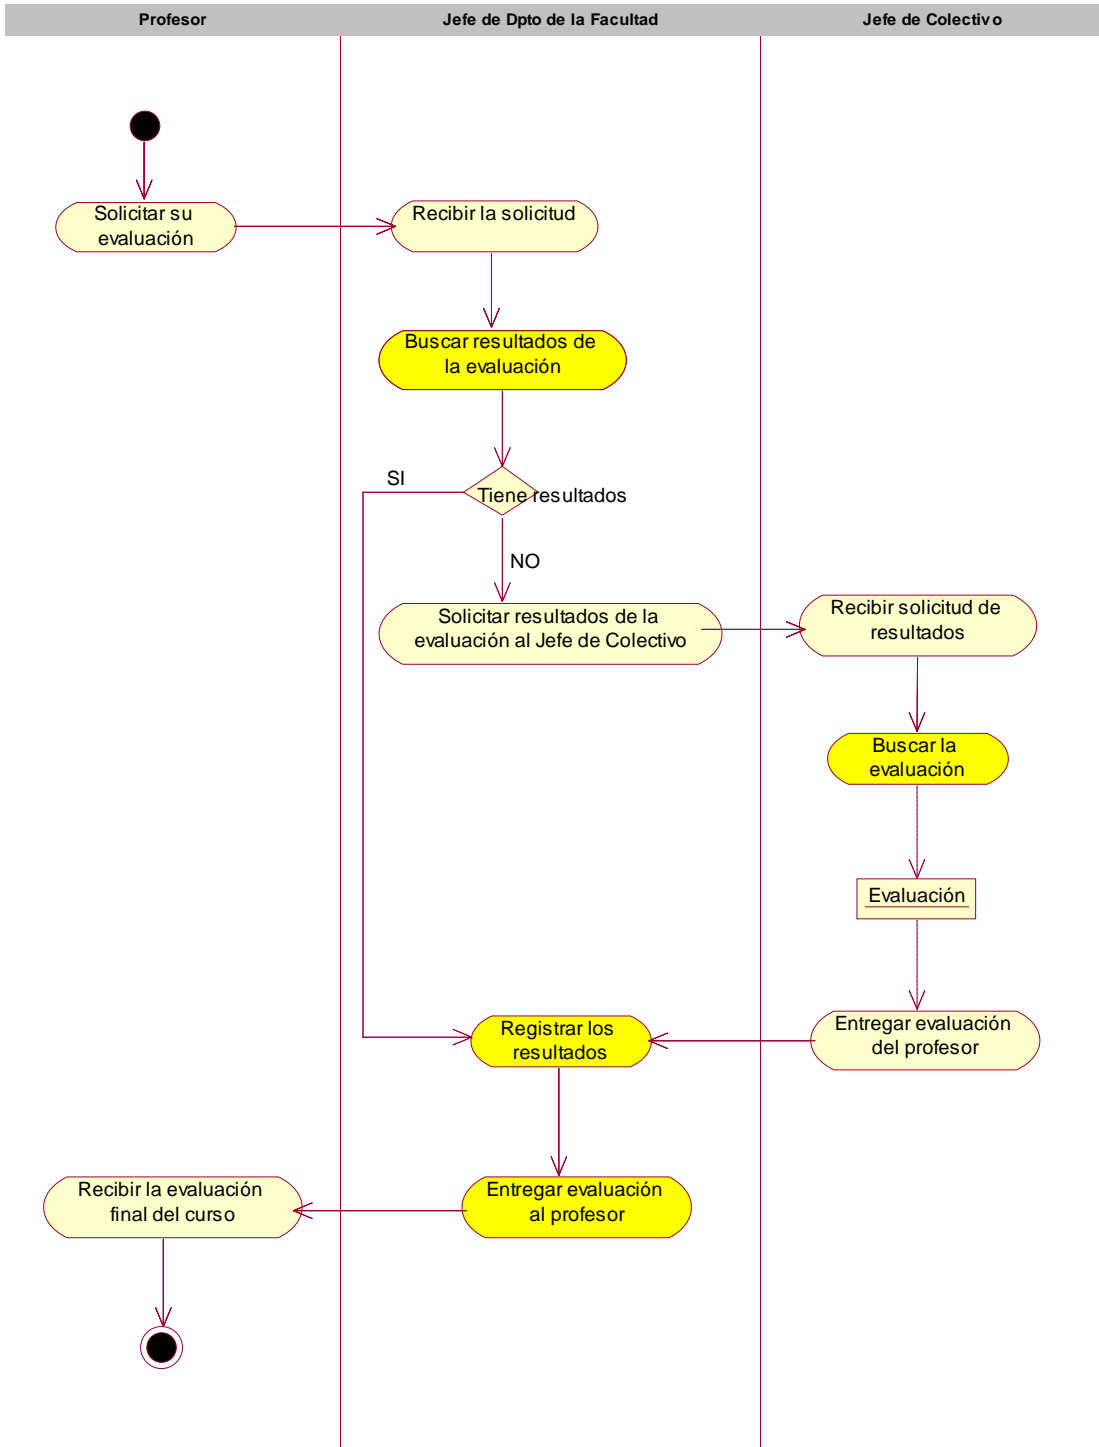 Profesor
Jefe de Dpto de la Facultad
Jefe de Colectivo
Solicitar su
evaluación
Recibir la solicitud
Buscar resultados de
la evaluación
SI
Tiene resultados
NO
Solicitar resultados de la
evaluación al Jefe de Colectivo
Recibir solicitud de
resultados
Buscar la
evaluación
Evaluación
Registrar los
resultados
Entregar evaluación
del profesor
Recibir la evaluación
final del curso
Entregar evaluación
al profesor